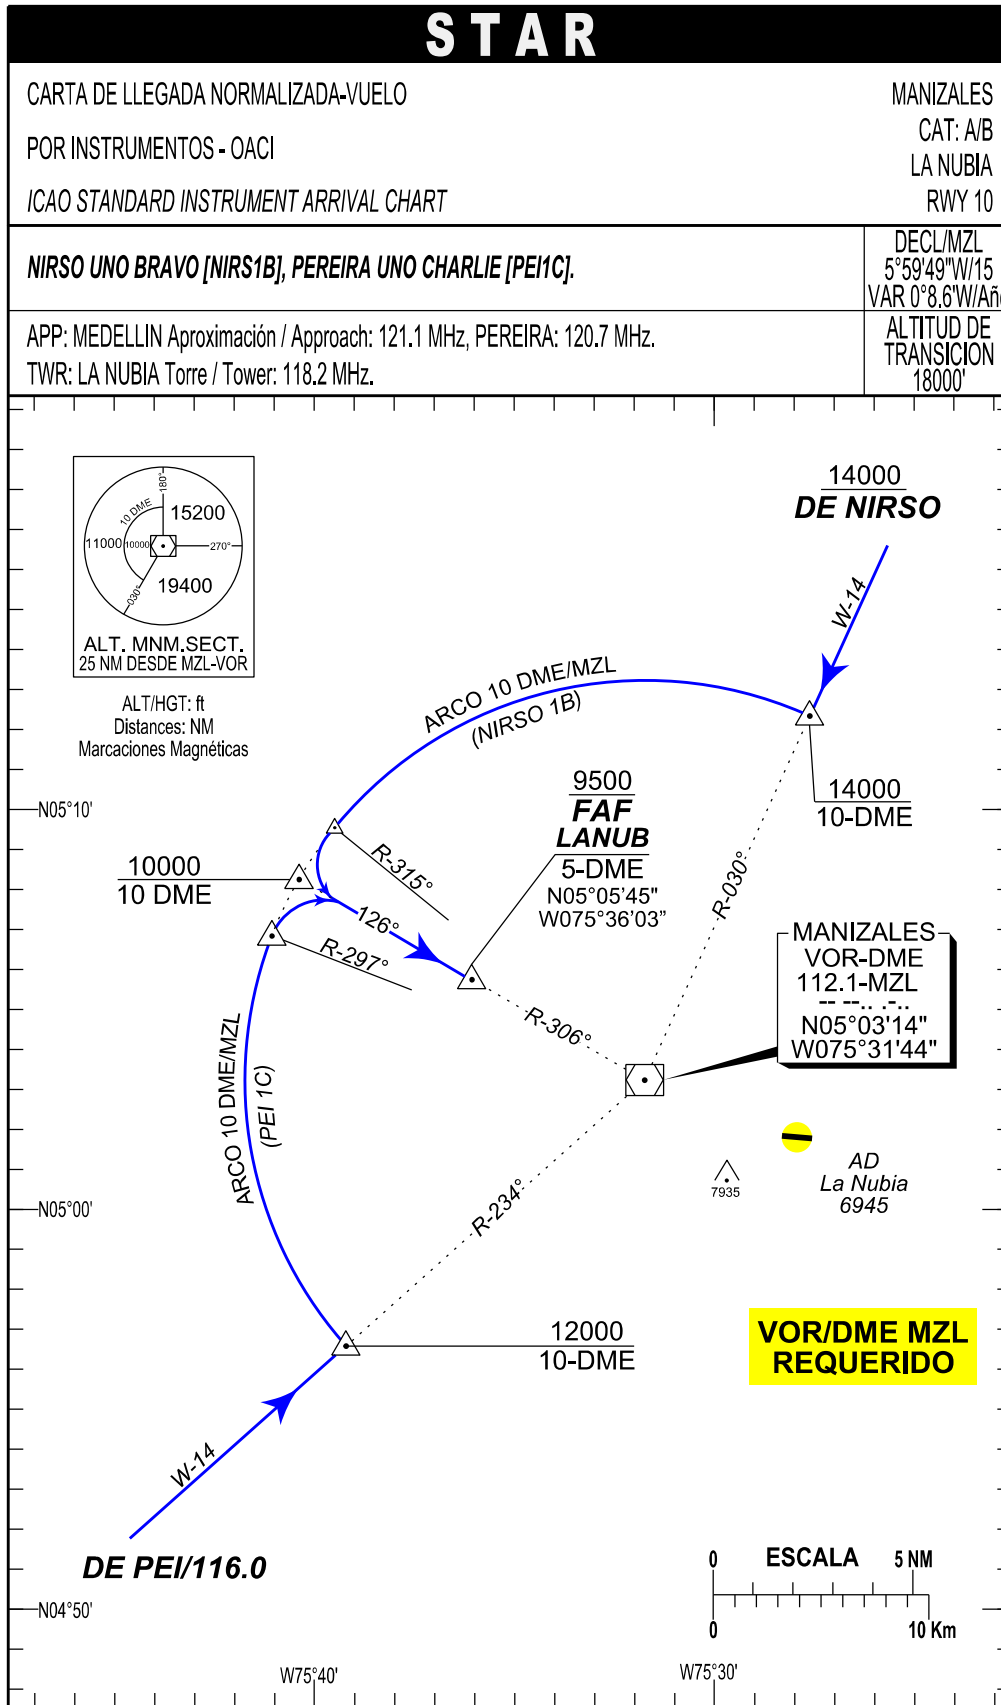 STAR
CARTA DE LLEGADA NORMALIZADA-VUELO
POR INSTRUMENTOS - OACI
ICAO STANDARD INSTRUMENT ARRIVAL CHART
MANIZALES
CAT: A/B
LA NUBIA
RWY 10
NIRSO UNO BRAVO [NIRS1B], PEREIRA UNO CHARLIE [PEI1C].
DECL/MZL
5°59'49"W/15
VAR 0°8.6'W/Añ
APP: MEDELLIN Aproximación / Approach: 121.1 MHz, PEREIRA: 120.7 MHz.
TWR: LA NUBIA Torre / Tower: 118.2 MHz.
ALTITUD DE
TRANSICION
18000'
180°
10 DME
15200
11000
10000
270°
030°
19400
ALT. MNM.SECT.
25 NM DESDE MZL-VOR
ALT/HGT: ft
Distances: NM
Marcaciones Magnéticas
14000
DE NIRSO
W-14
ARCO 10 DME/MZL
(NIRSO 1B)
14000
10-DME
N05°10'
9500
FAF
LANUB
5-DME
N05°05'45"
W075°36'03"
10000
10 DME
R-315°
126°
R-297°
R-030°
R-306°
MANIZALES
VOR-DME
112.1-MZL
-- --.. .-..
N05°03'14"
W075°31'44"
ARCO 10 DME/MZL
(PEI 1C)
7935
AD
La Nubia
6945
N05°00'
R-234°
12000
10-DME
VOR/DME MZL
REQUERIDO
W-14
DE PEI/116.0
0 ESCALA 5 NM
0 10 Km
N04°50'
W75°40'
W75°30'